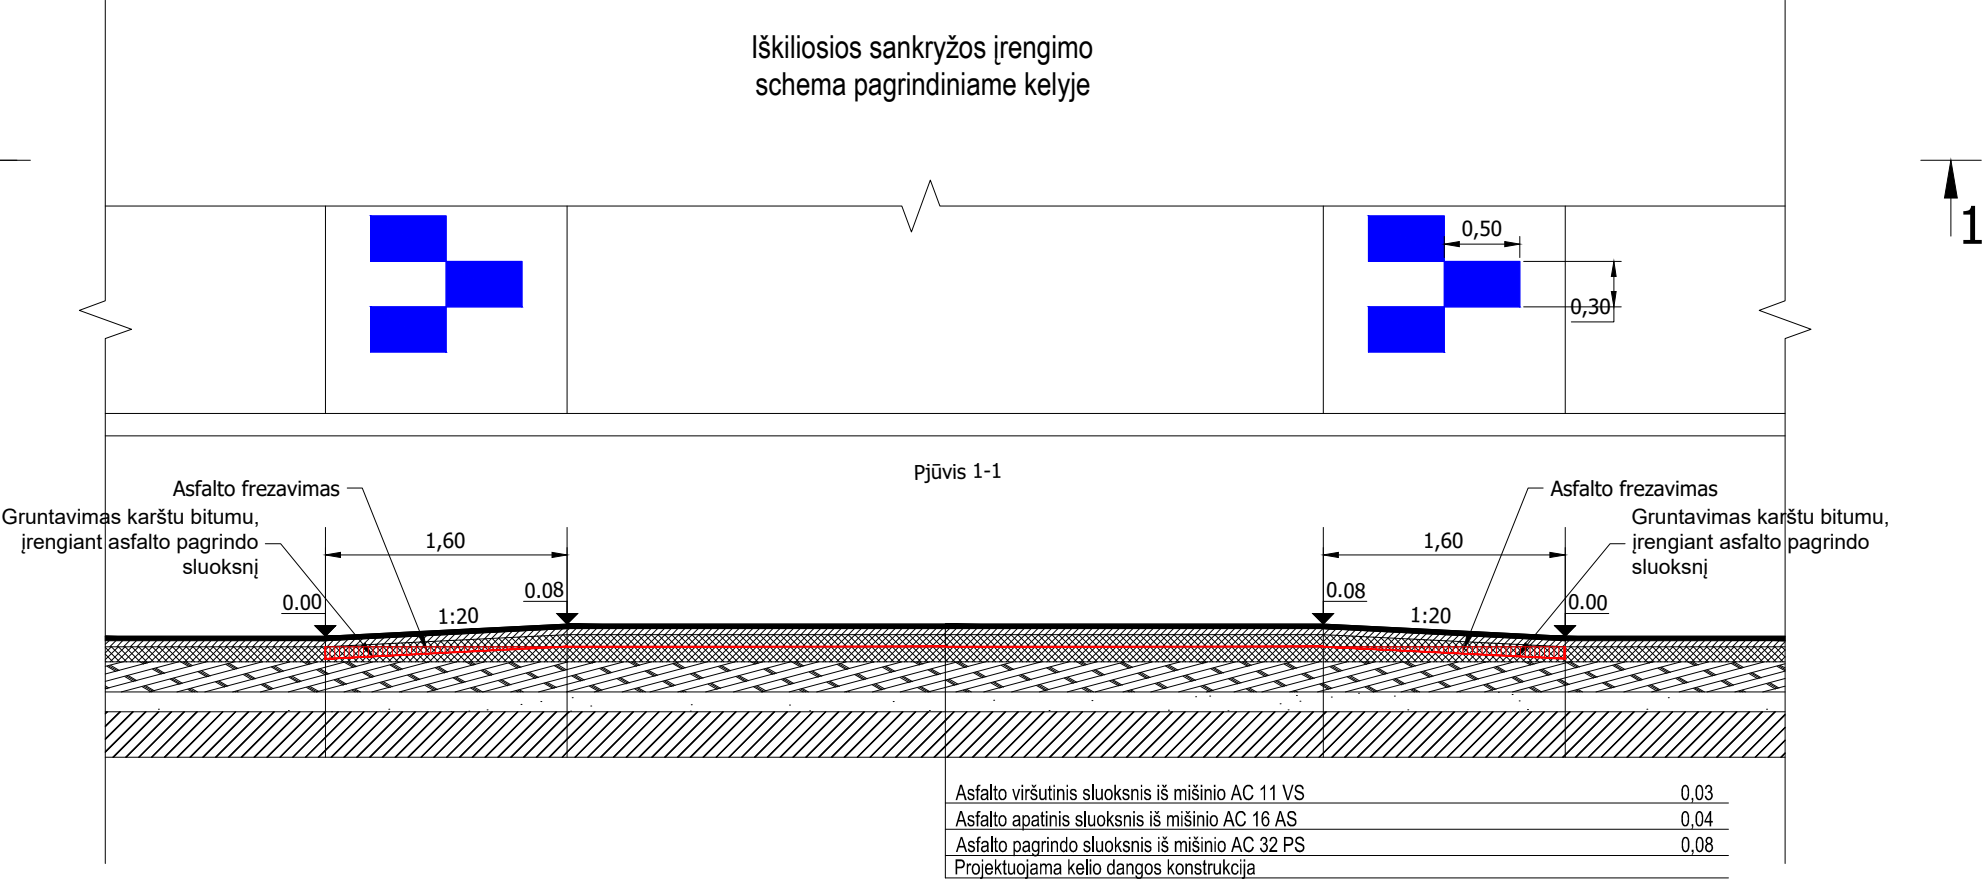 Iškiliosios sankryžos įrengimo
schema pagrindiniame kelyje
1
0,50
0,30
Pjūvis 1-1
Asfalto frezavimas
Gruntavimas karštu bitumu,
įrengiant asfalto pagrindo
sluoksnį
1,60
0.00
0.08
1:20
Asfalto frezavimas
Gruntavimas karštu bitumu,
įrengiant asfalto pagrindo
sluoksnį
1,60
0.08
0.00
1:20
Asfalto viršutinis sluoksnis iš mišinio AC 11 VS 0,03
Asfalto apatinis sluoksnis iš mišinio AC 16 AS 0,04
Asfalto pagrindo sluoksnis iš mišinio AC 32 PS 0,08
Projektuojama kelio dangos konstrukcija